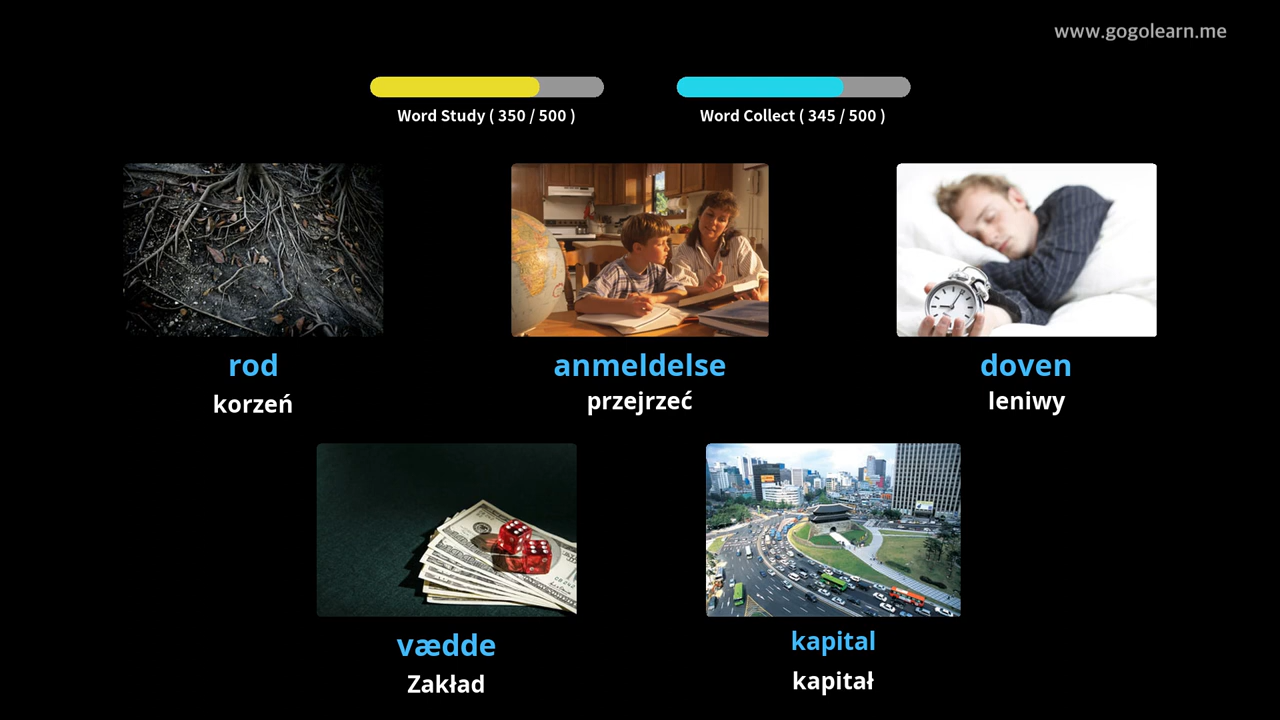 www.gogolearn.me
Word Study ( 350 / 500 )
Word Collect ( 345 / 500 )
rod
korzeń
anmeldelse
przejrzeć
doven
leniwy
vædde
Zakład
kapital
kapitał